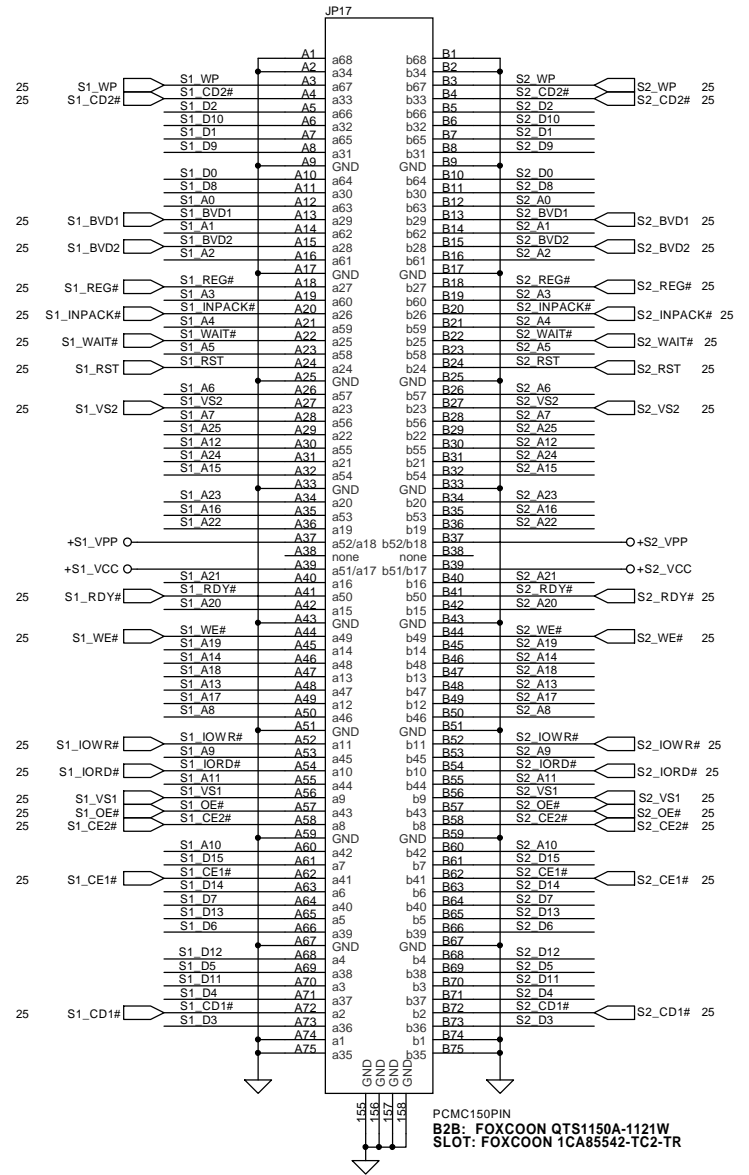 JP17
A1 a68 b68 B1
A2 a34 b34 B2
25 S1_WP S1_WP A3 a67 b67 B3 S2_WP S2_WP 25
25 S1_CD2# S1_CD2# A4 a33 b33 B4 S2_CD2# S2_CD2# 25
S1_D2 A5 a66 b66 B5 S2_D2
S1_D10 A6 a32 b32 B6 S2_D10
S1_D1 A7 a65 b65 B7 S2_D1
S1_D9 A8 a31 b31 B8 S2_D9
A9 GND GND B9
S1_D0 A10 a64 b64 B10 S2_D0
S1_D8 A11 a30 b30 B11 S2_D8
S1_A0 A12 a63 b63 B12 S2_A0
25 S1_BVD1 S1_BVD1 A13 a29 b29 B13 S2_BVD1 S2_BVD1 25
S1_A1 A14 a62 b62 B14 S2_A1
25 S1_BVD2 S1_BVD2 A15 a28 b28 B15 S2_BVD2 S2_BVD2 25
S1_A2 A16 a61 b61 B16 S2_A2
A17 GND GND B17
25 S1_REG# S1_REG# A18 a27 b27 B18 S2_REG# S2_REG# 25
S1_A3 A19 a60 b60 B19 S2_A3
25 S1_INPACK# S1_INPACK# A20 a26 b26 B20 S2_INPACK# S2_INPACK# 25
S1_A4 A21 a59 b59 B21 S2_A4
25 S1_WAIT# S1_WAIT# A22 a25 b25 B22 S2_WAIT# S2_WAIT# 25
S1_A5 A23 a58 b58 B23 S2_A5
25 S1_RST S1_RST A24 a24 b24 B24 S2_RST S2_RST 25
A25 GND GND B25
S1_A6 A26 a57 b57 B26 S2_A6
25 S1_VS2 S1_VS2 A27 a23 b23 B27 S2_VS2 S2_VS2 25
S1_A7 A28 a56 b56 B28 S2_A7
S1_A25 A29 a22 b22 B29 S2_A25
S1_A12 A30 a55 b55 B30 S2_A12
S1_A24 A31 a21 b21 B31 S2_A24
S1_A15 A32 a54 b54 B32 S2_A15
A33 GND GND B33
S1_A23 A34 a20 b20 B34 S2_A23
S1_A16 A35 a53 b53 B35 S2_A16
S1_A22 A36 a19 b19 B36 S2_A22
+S1_VPP A37 a52/a18 b52/b18 B37 +S2_VPP
A38 none none B38
+S1_VCC A39 a51/a17 b51/b17 B39 +S2_VCC
S1_A21 A40 a16 b16 B40 S2_A21
25 S1_RDY# S1_RDY# A41 a50 b50 B41 S2_RDY# S2_RDY# 25
S1_A20 A42 a15 b15 B42 S2_A20
A43 GND GND B43
25 S1_WE# S1_WE# A44 a49 b49 B44 S2_WE# S2_WE# 25
S1_A19 A45 a14 b14 B45 S2_A19
S1_A14 A46 a48 b48 B46 S2_A14
S1_A18 A47 a13 b13 B47 S2_A18
S1_A13 A48 a47 b47 B48 S2_A13
S1_A17 A49 a12 b12 B49 S2_A17
S1_A8 A50 a46 b46 B50 S2_A8
A51 GND GND B51
25 S1_IOWR# S1_IOWR# A52 a11 b11 B52 S2_IOWR# S2_IOWR# 25
S1_A9 A53 a45 b45 B53 S2_A9
25 S1_IORD# S1_IORD# A54 a10 b10 B54 S2_IORD# S2_IORD# 25
S1_A11 A55 a44 b44 B55 S2_A11
25 S1_VS1 S1_VS1 A56 a9 b9 B56 S2_VS1 S2_VS1 25
25 S1_OE# S1_OE# A57 a43 b43 B57 S2_OE# S2_OE# 25
25 S1_CE2# S1_CE2# A58 a8 b8 B58 S2_CE2# S2_CE2# 25
A59 GND GND B59
S1_A10 A60 a42 b42 B60 S2_A10
S1_D15 A61 a7 b7 B61 S2_D15
25 S1_CE1# S1_CE1# A62 a41 b41 B62 S2_CE1# S2_CE1# 25
S1_D14 A63 a6 b6 B63 S2_D14
S1_D7 A64 a40 b40 B64 S2_D7
S1_D13 A65 a5 b5 B65 S2_D13
S1_D6 A66 a39 b39 B66 S2_D6
A67 GND GND B67
S1_D12 A68 a4 b4 B68 S2_D12
S1_D5 A69 a38 b38 B69 S2_D5
S1_D11 A70 a3 b3 B70 S2_D11
S1_D4 A71 a37 b37 B71 S2_D4
25 S1_CD1# S1_CD1# A72 a2 b2 B72 S2_CD1# S2_CD1# 25
S1_D3 A73 a36 b36 B73 S2_D3
A74 a1 b1 B74
A75 a35 b35 B75
GND GND GND GND
155 156 157 158
PCMC150PIN
B2B: FOXCOON QTS1150A-1121W
SLOT: FOXCOON 1CA85542-TC2-TR